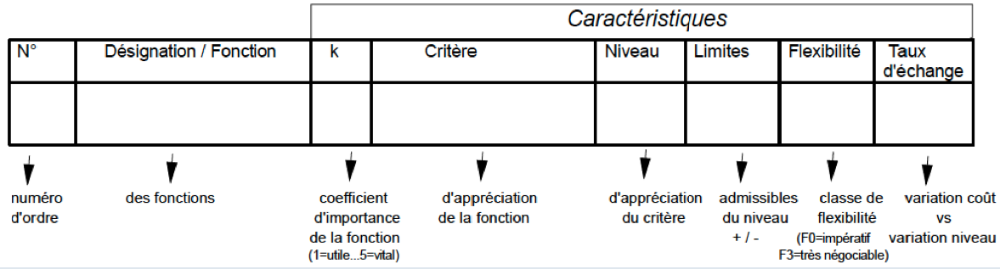 Caractéristiques
N° Désignation / Fonction k Critère Niveau Limites Flexibilité Taux
d'échange
numéro des fonctions coefficient d'appréciation d'appréciation admissibles classe de variation coût
d'ordre d'importance de la fonction du critère du niveau flexibilité vs
de la fonction + / - (F0=impératif variation niveau
(1=utile...5=vital) F3=très négociable)